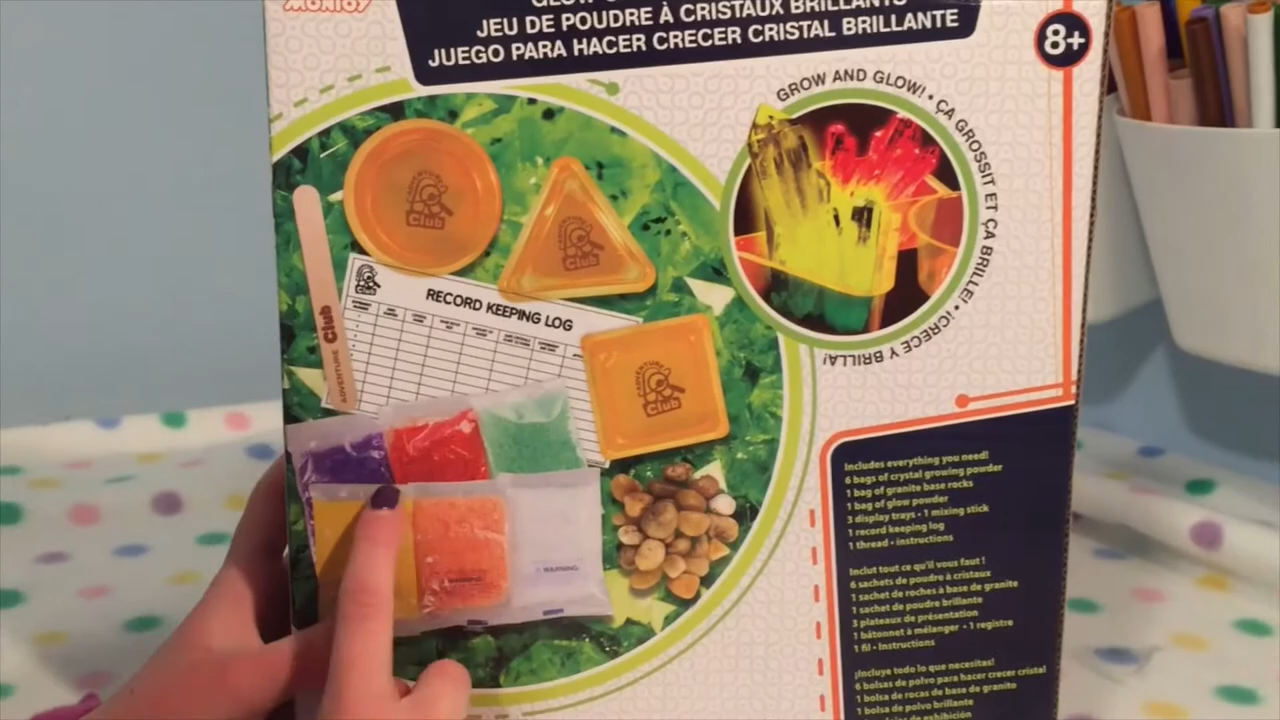 JEU DE POUDRE À CRISTAUX BRILLANTS
JUEGO PARA HACER CRECER CRISTAL BRILLANTE
8+
GROW AND GLOW! • ÇA GROSSIT ET ÇA BRILLE! • ¡CRECE Y BRILLA!
ADVENTURE
Club
ADVENTURE
Club
ADVENTURE Club
RECORD KEEPING LOG
ADVENTURE
Club
WARNING:
Includes everything you need!
6 bags of crystal growing powder
1 bag of granite base rocks
1 bag of glow powder
3 display trays • 1 mixing stick
1 record keeping log
1 thread • instructions
Inclut tout ce qu'il vous faut !
6 sachets de poudre à cristaux
1 sachet de roches à base de granite
1 sachet de poudre brillante
3 plateaux de présentation
1 bâtonnet à mélanger • 1 registre
1 fil • Instructions
¡Incluye todo lo que necesitas!
6 bolsas de polvo para hacer crecer cristal
1 bolsa de rocas de base de granito
1 bolsa de polvo brillante